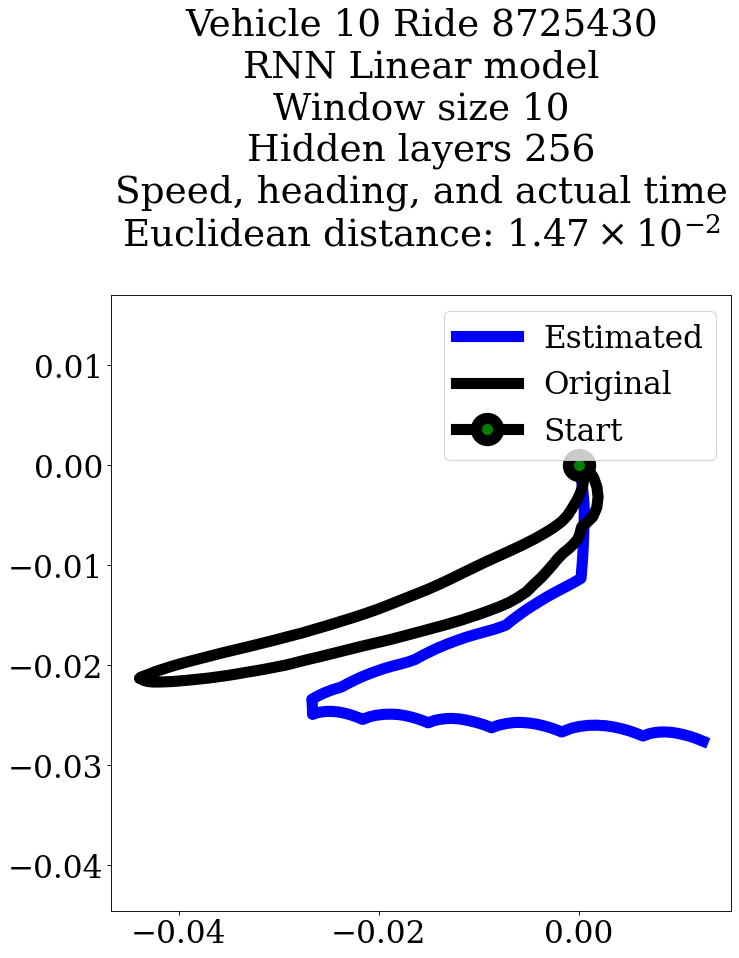 Vehicle 10 Ride 8725430
RNN Linear model
Window size 10
Hidden layers 256
Speed, heading, and actual time
Euclidean distance: 1.47 × 10⁻²
Estimated
Original
Start
0.01
0.00
−0.01
−0.02
−0.03
−0.04
−0.04
−0.02
0.00